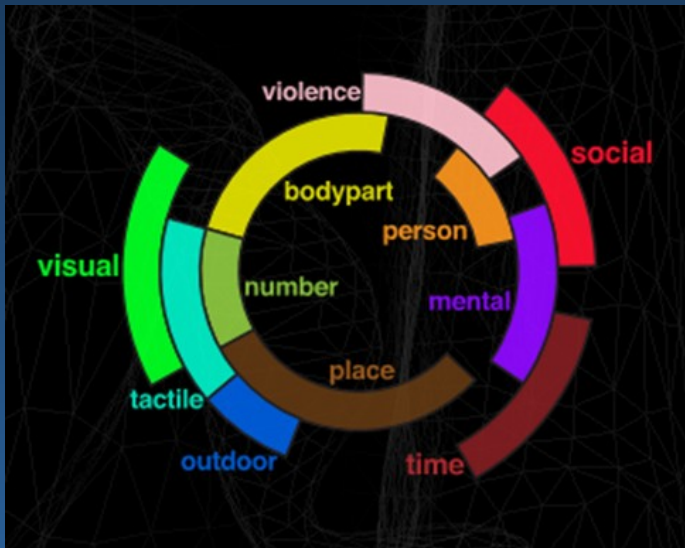 violence
social
bodypart
person
visual
number
mental
place
tactile
outdoor
time